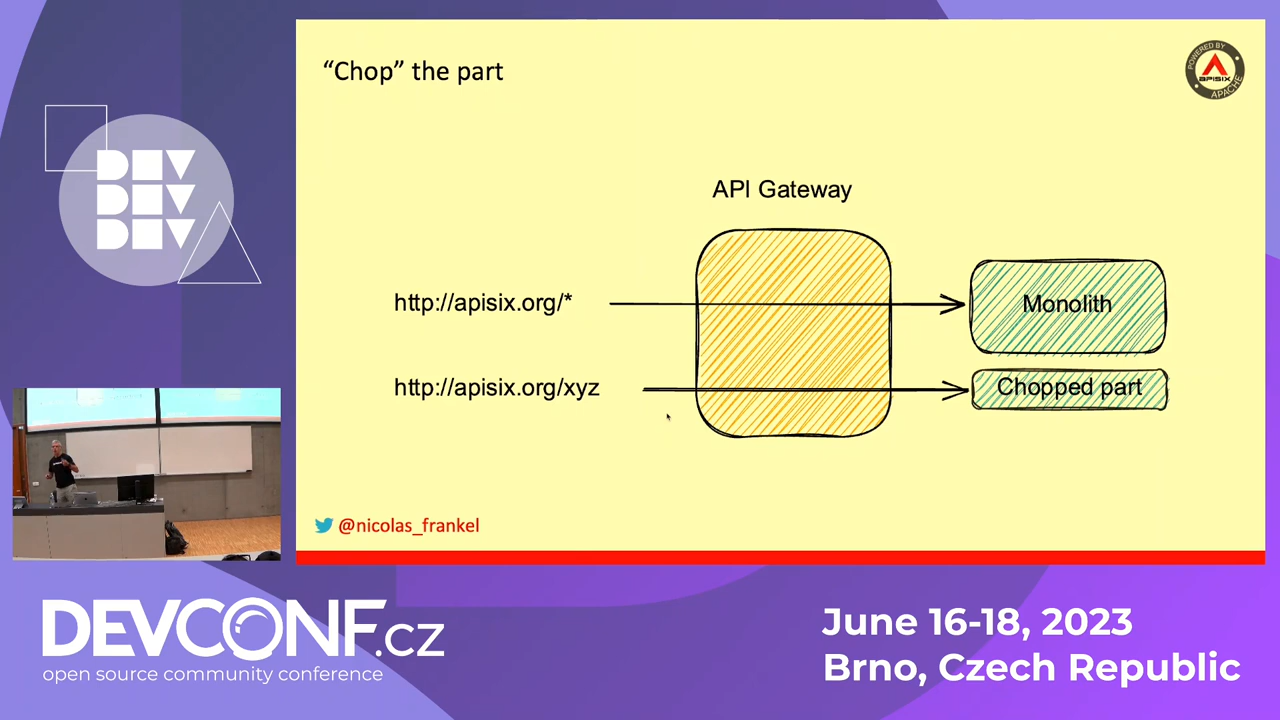 “Chop” the part
POWERED BY
APISIX
APACHE
DEV
DEV
DEV
API Gateway
http://apisix.org/*
Monolith
http://apisix.org/xyz
Chopped part
@nicolas_frankel
DEVCONF.cz
open source community conference
June 16-18, 2023
Brno, Czech Republic